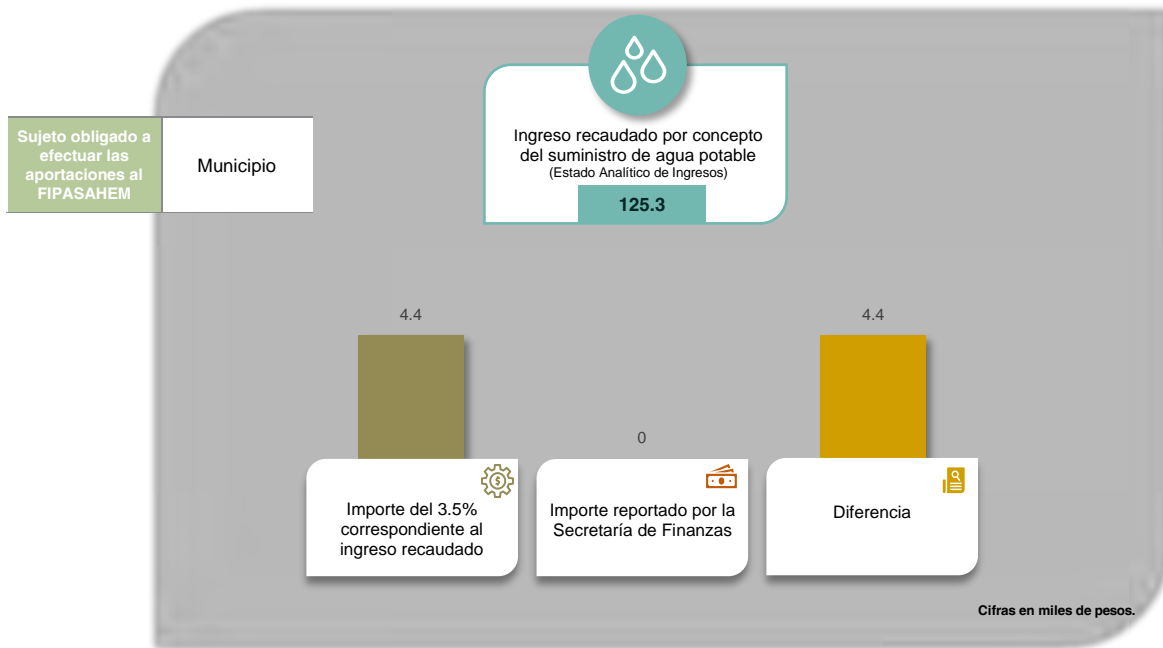 Sujeto obligado a
efectuar las
aportaciones al
FIPASAHEM
Municipio
Ingreso recaudado por concepto
del suministro de agua potable
(Estado Analítico de Ingresos)
125.3
4.4
0
4.4
Importe del 3.5%
correspondiente al
ingreso recaudado
Importe reportado por la
Secretaría de Finanzas
Diferencia
Cifras en miles de pesos.